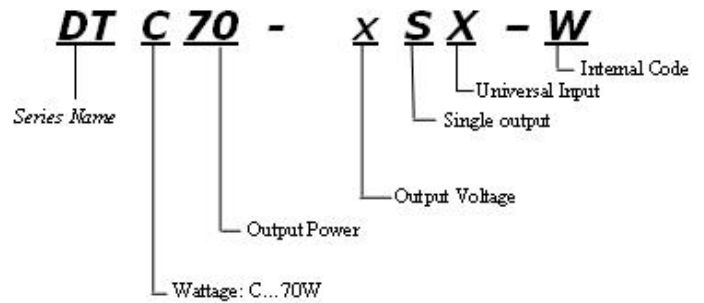 DT C 70 - x S X - W
Internal Code
Universal Input
Series Name
Single output
Output Voltage
Output Power
Wattage: C...70W